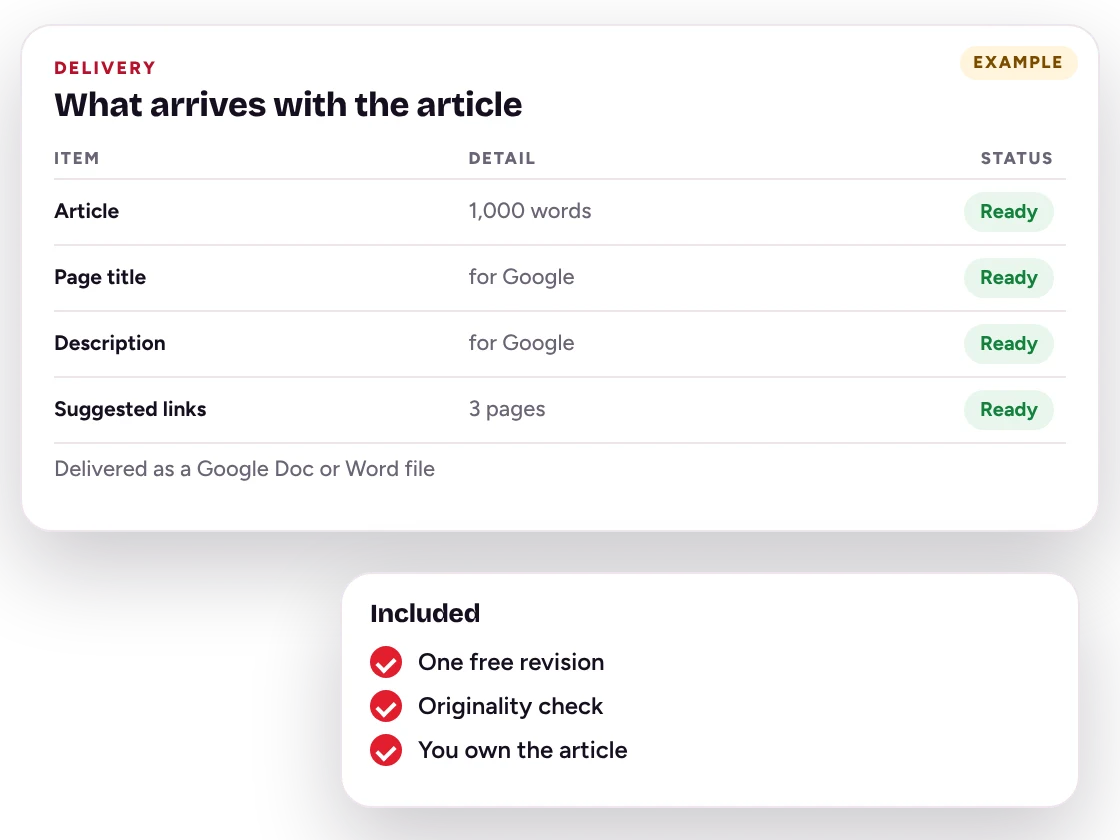 DELIVERY
EXAMPLE
What arrives with the article
ITEM DETAIL STATUS
Article 1,000 words Ready
Page title for Google Ready
Description for Google Ready
Suggested links 3 pages Ready
Delivered as a Google Doc or Word file
Included
One free revision
Originality check
You own the article